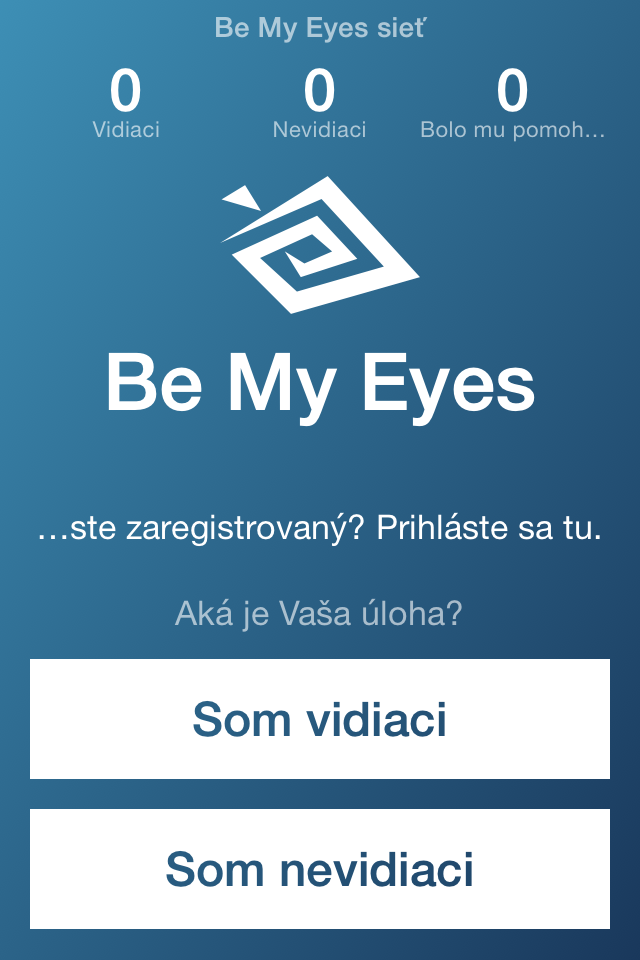 Be My Eyes sieť
0 0 0
Vidiaci Nevidiaci Bolo mu pomoh…
Be My Eyes
…ste zaregistrovaný? Prihláste sa tu.
Aká je Vaša úloha?
Som vidiaci
Som nevidiaci